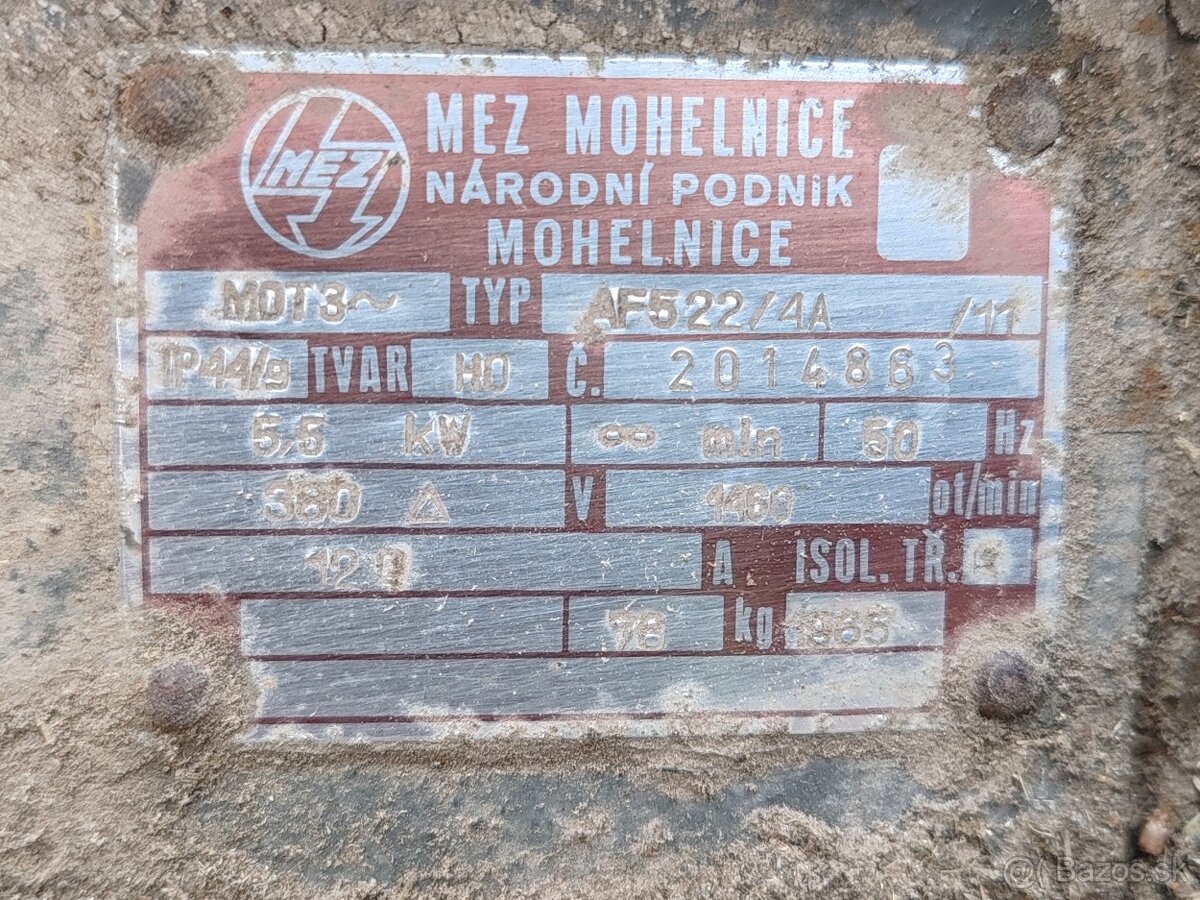 MEZ
MEZ MOHELNICE
NÁRODNÍ PODNIK
MOHELNICE
MOT3~ TYP AF522/4A /11
IP44/9 TVAR HO Č. 2014863
5,5 kW ∞ min 50 Hz
380 △ V 1460 ot/min
A ISOL. TŘ.
78 kg
Bazos.sk